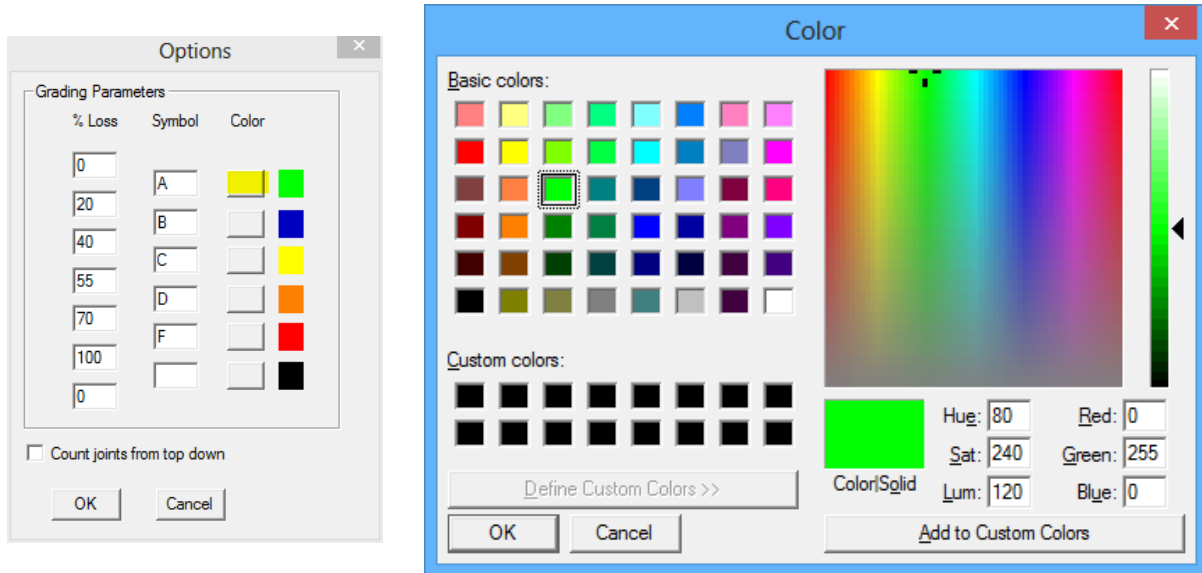 Options
Grading Parameters
% Loss Symbol Color
0
A
20
B
40
C
55
D
70
F
100
0
Count joints from top down
OK Cancel
Color
Basic colors:
Custom colors:
Define Custom Colors >>
OK Cancel
Color|Solid
Hue: 80 Red: 0
Sat: 240 Green: 255
Lum: 120 Blue: 0
Add to Custom Colors